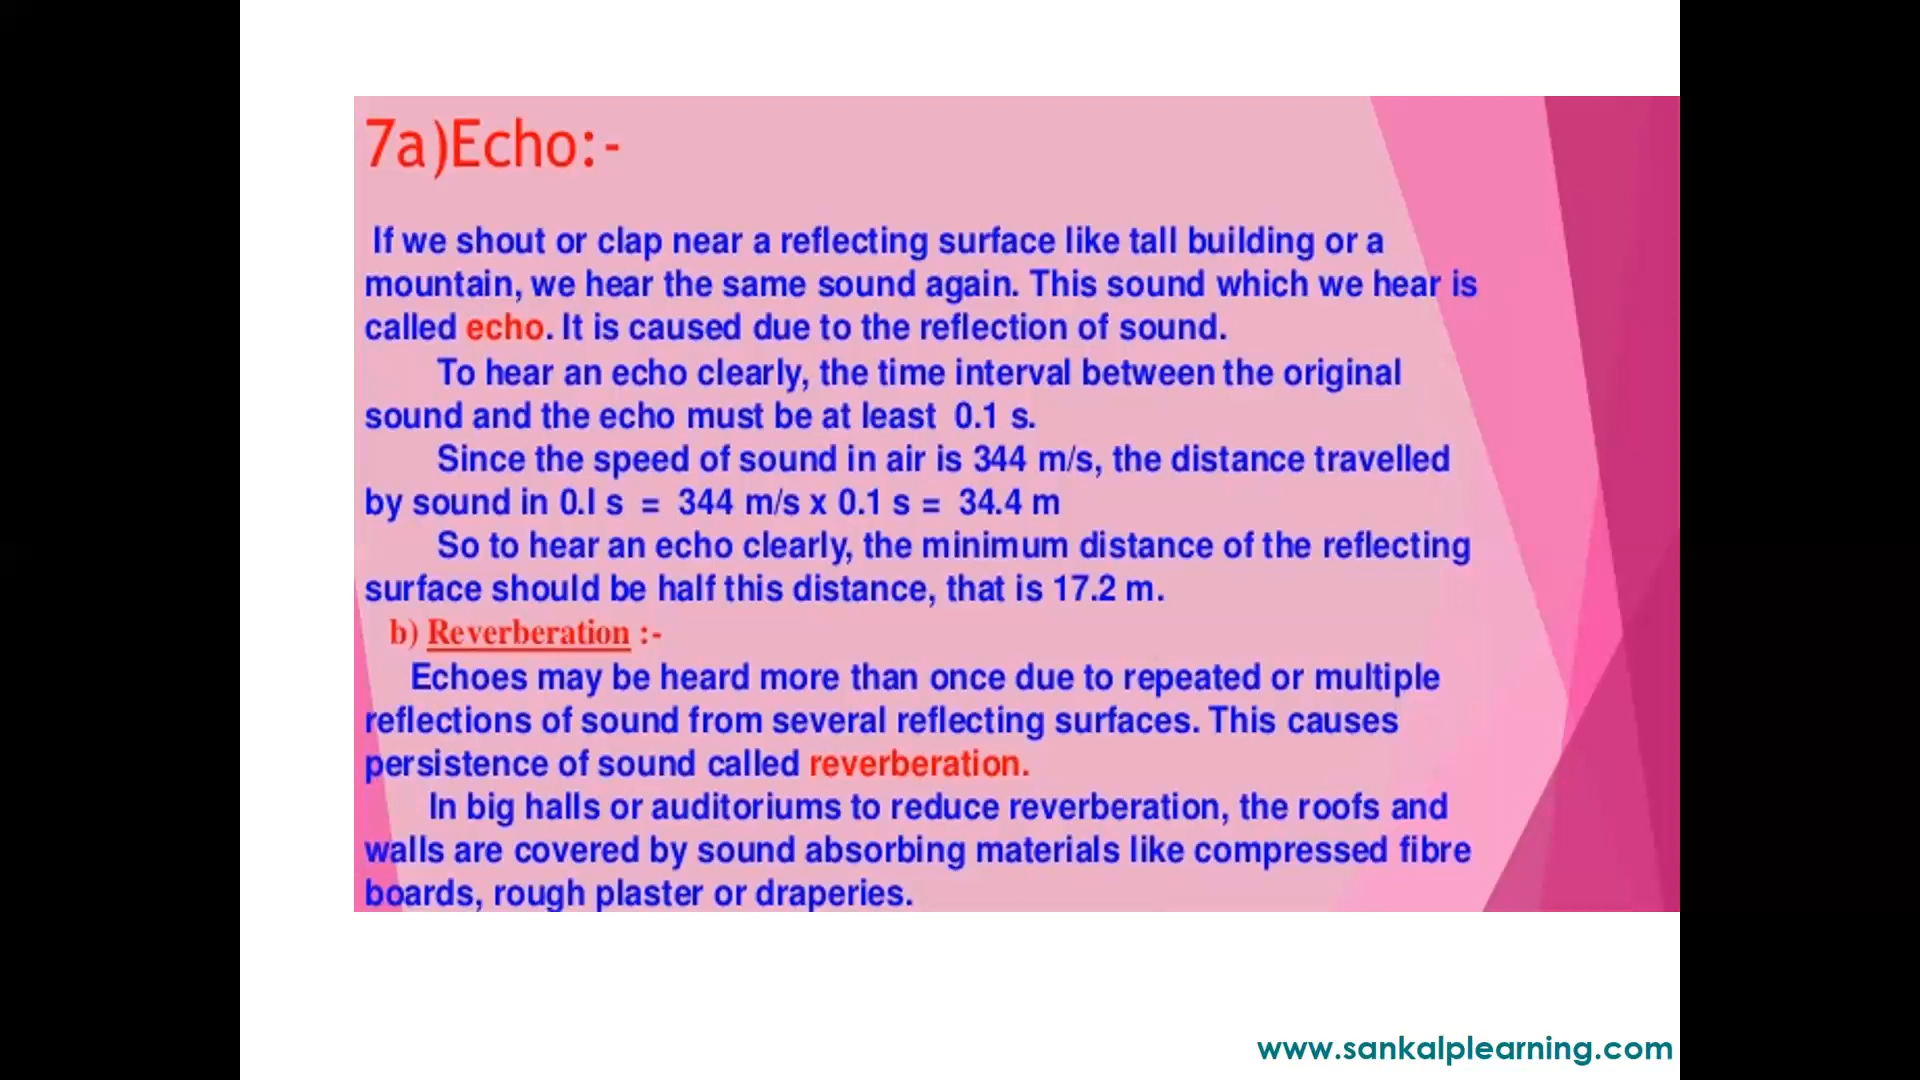 7a)Echo:-
If we shout or clap near a reflecting surface like tall building or a
mountain, we hear the same sound again. This sound which we hear is
called echo. It is caused due to the reflection of sound.
To hear an echo clearly, the time interval between the original
sound and the echo must be at least 0.1 s.
Since the speed of sound in air is 344 m/s, the distance travelled
by sound in 0.l s = 344 m/s x 0.1 s = 34.4 m
So to hear an echo clearly, the minimum distance of the reflecting
surface should be half this distance, that is 17.2 m.
b) Reverberation :-
Echoes may be heard more than once due to repeated or multiple
reflections of sound from several reflecting surfaces. This causes
persistence of sound called reverberation.
In big halls or auditoriums to reduce reverberation, the roofs and
walls are covered by sound absorbing materials like compressed fibre
boards, rough plaster or draperies.
www.sankalplearning.com